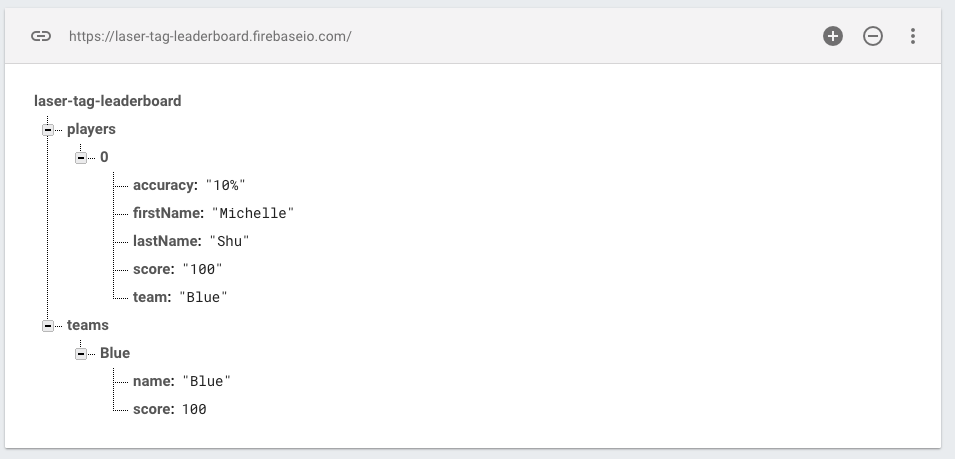 https://laser-tag-leaderboard.firebaseio.com/
laser-tag-leaderboard
players
0
accuracy: "10%"
firstName: "Michelle"
lastName: "Shu"
score: "100"
team: "Blue"
teams
Blue
name: "Blue"
score: 100